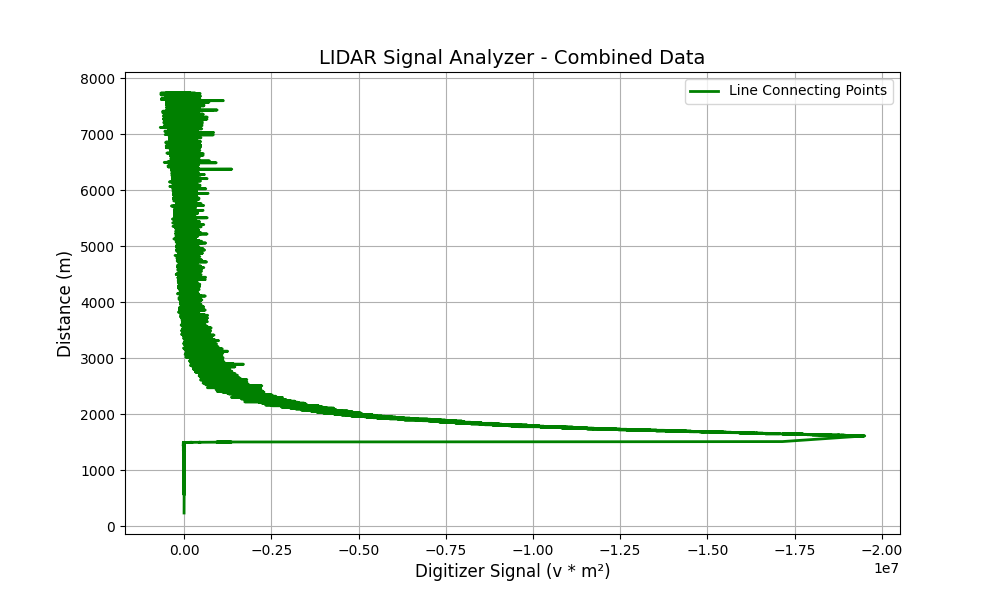 LIDAR Signal Analyzer - Combined Data
Line Connecting Points
Distance (m)
8000
7000
6000
5000
4000
3000
2000
1000
0
0.00 −0.25 −0.50 −0.75 −1.00 −1.25 −1.50 −1.75 −2.00
1e7
Digitizer Signal (v * m²)